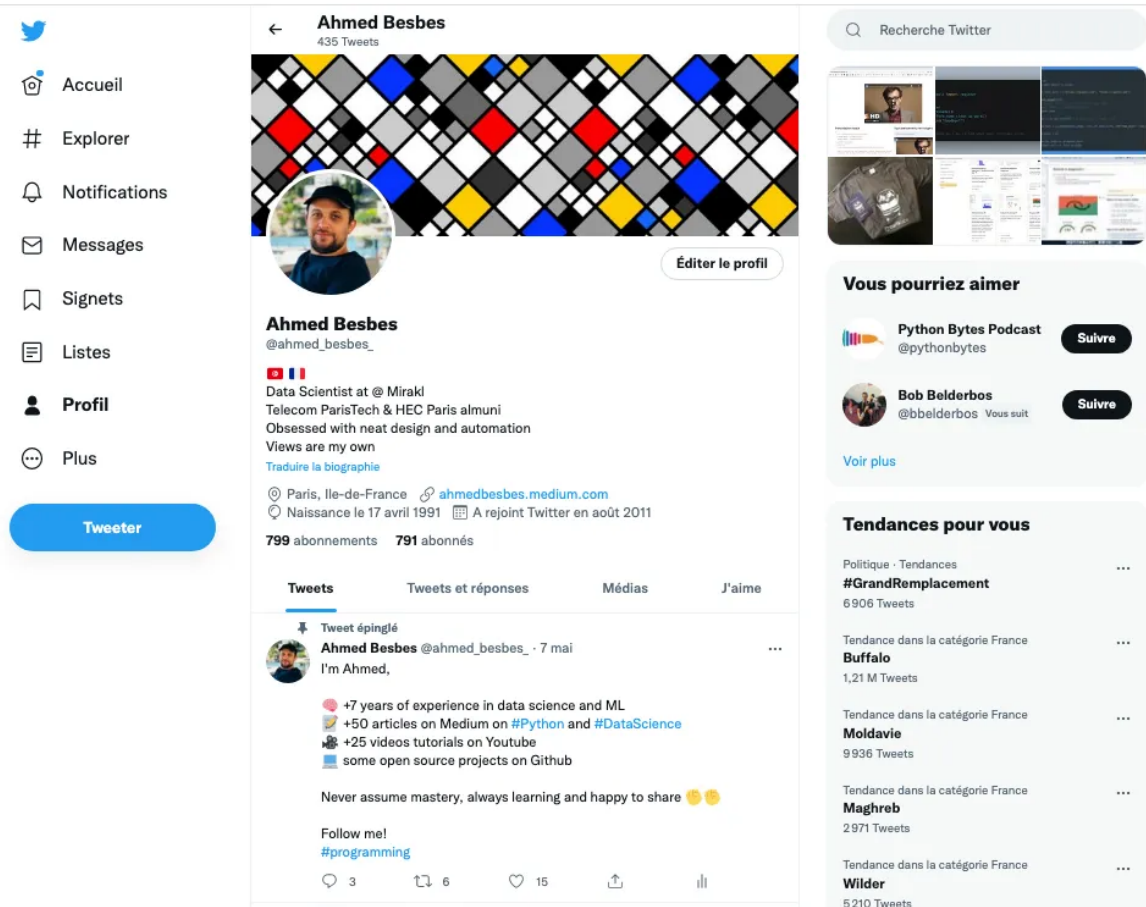 Accueil
Explorer
Notifications
Messages
Signets
Listes
Profil
Plus
Tweeter
Ahmed Besbes
435 Tweets
Éditer le profil
Ahmed Besbes
@ahmed_besbes_
Data Scientist at @ Mirakl
Telecom ParisTech & HEC Paris almuni
Obsessed with neat design and automation
Views are my own
Traduire la biographie
Paris, Ile-de-France ahmedbesbes.medium.com
Naissance le 17 avril 1991 A rejoint Twitter en août 2011
799 abonnements 791 abonnés
Tweets Tweets et réponses Médias J'aime
Tweet épinglé
Ahmed Besbes @ahmed_besbes_ · 7 mai
I'm Ahmed,
🧠 +7 years of experience in data science and ML
📝 +50 articles on Medium on #Python and #DataScience
🎥 +25 videos tutorials on Youtube
💻 some open source projects on Github
Never assume mastery, always learning and happy to share ✊✊
Follow me!
#programming
3 6 15
Recherche Twitter
HD
Vous pourriez aimer
Python Bytes Podcast
@pythonbytes
Suivre
Bob Belderbos
@bbelderbos Vous suit
Suivre
Voir plus
Tendances pour vous
Politique · Tendances
#GrandRemplacement
6 906 Tweets
Tendance dans la catégorie France
Buffalo
1,21 M Tweets
Tendance dans la catégorie France
Moldavie
9 936 Tweets
Tendance dans la catégorie France
Maghreb
2 971 Tweets
Tendance dans la catégorie France
Wilder
5 210 Tweets